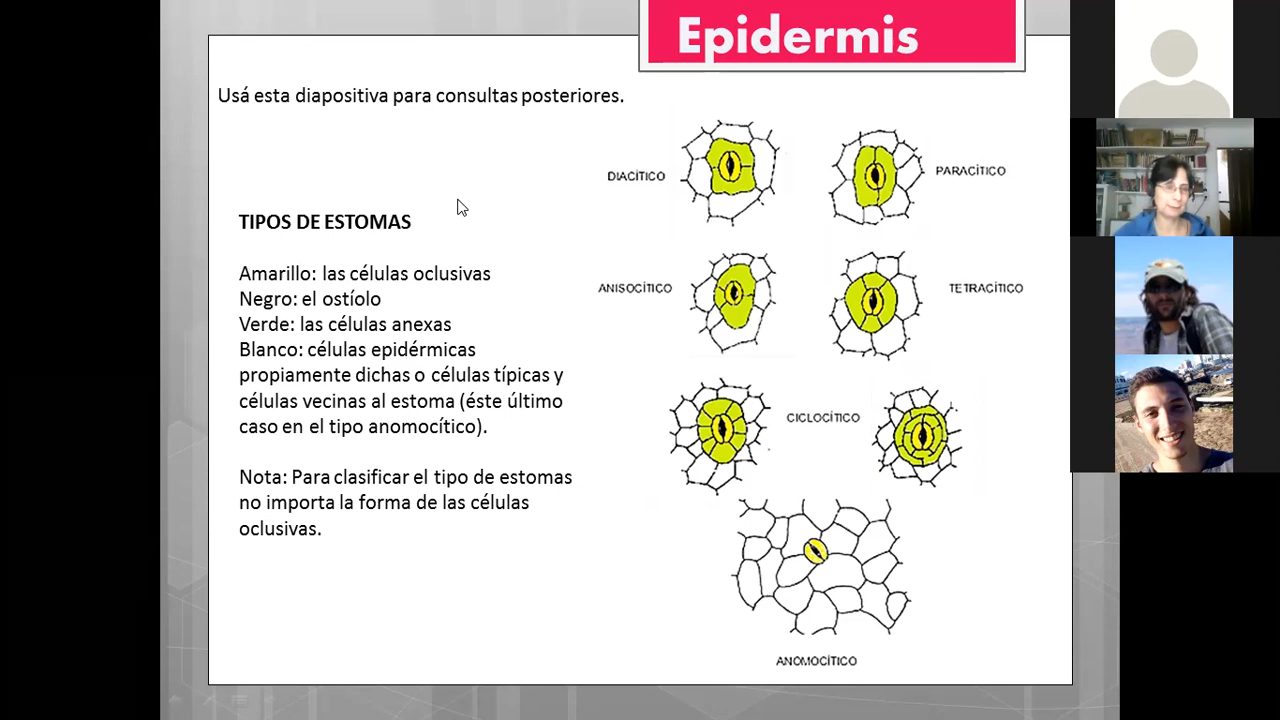 Epidermis
Usá esta diapositiva para consultas posteriores.
TIPOS DE ESTOMAS
Amarillo: las células oclusivas
Negro: el ostíolo
Verde: las células anexas
Blanco: células epidérmicas
propiamente dichas o células típicas y
células vecinas al estoma (éste último
caso en el tipo anomocítico).
Nota: Para clasificar el tipo de estomas
no importa la forma de las células
oclusivas.
DIACÍTICO
PARACÍTICO
ANISOCÍTICO
TETRACÍTICO
CICLOCÍTICO
ANOMOCÍTICO